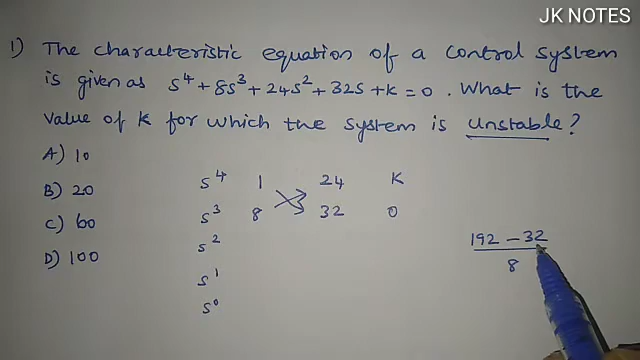 JK NOTES
1) The characteristic equation of a control system
is given as s⁴ + 8s³ + 24s² + 32s + k = 0 . What is the
value of k for which the system is unstable ?
A) 10
B) 20
C) 60
D) 100
s⁴ 1 24 K
s³ 8 32 0
s²
s¹
s⁰
192 − 32
8